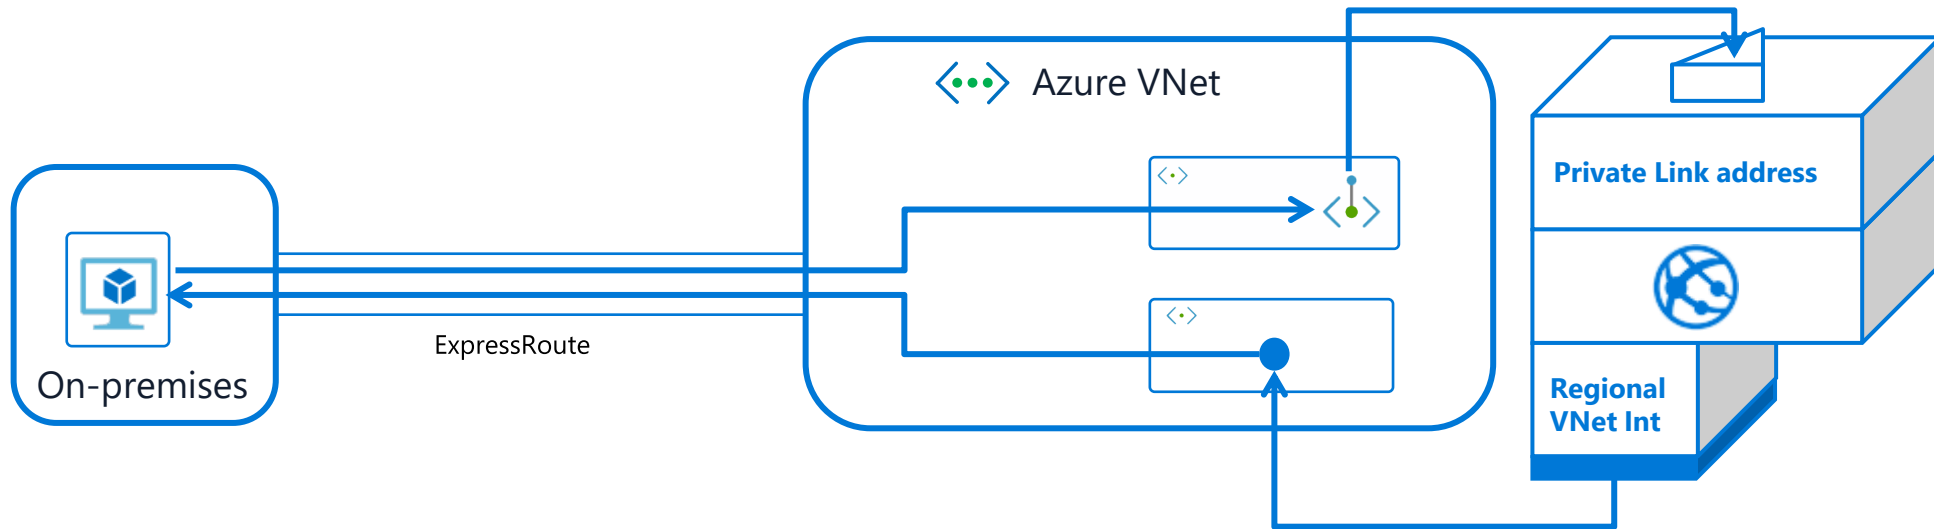 Azure VNet
Private Link address
ExpressRoute
On-premises
Regional
VNet Int